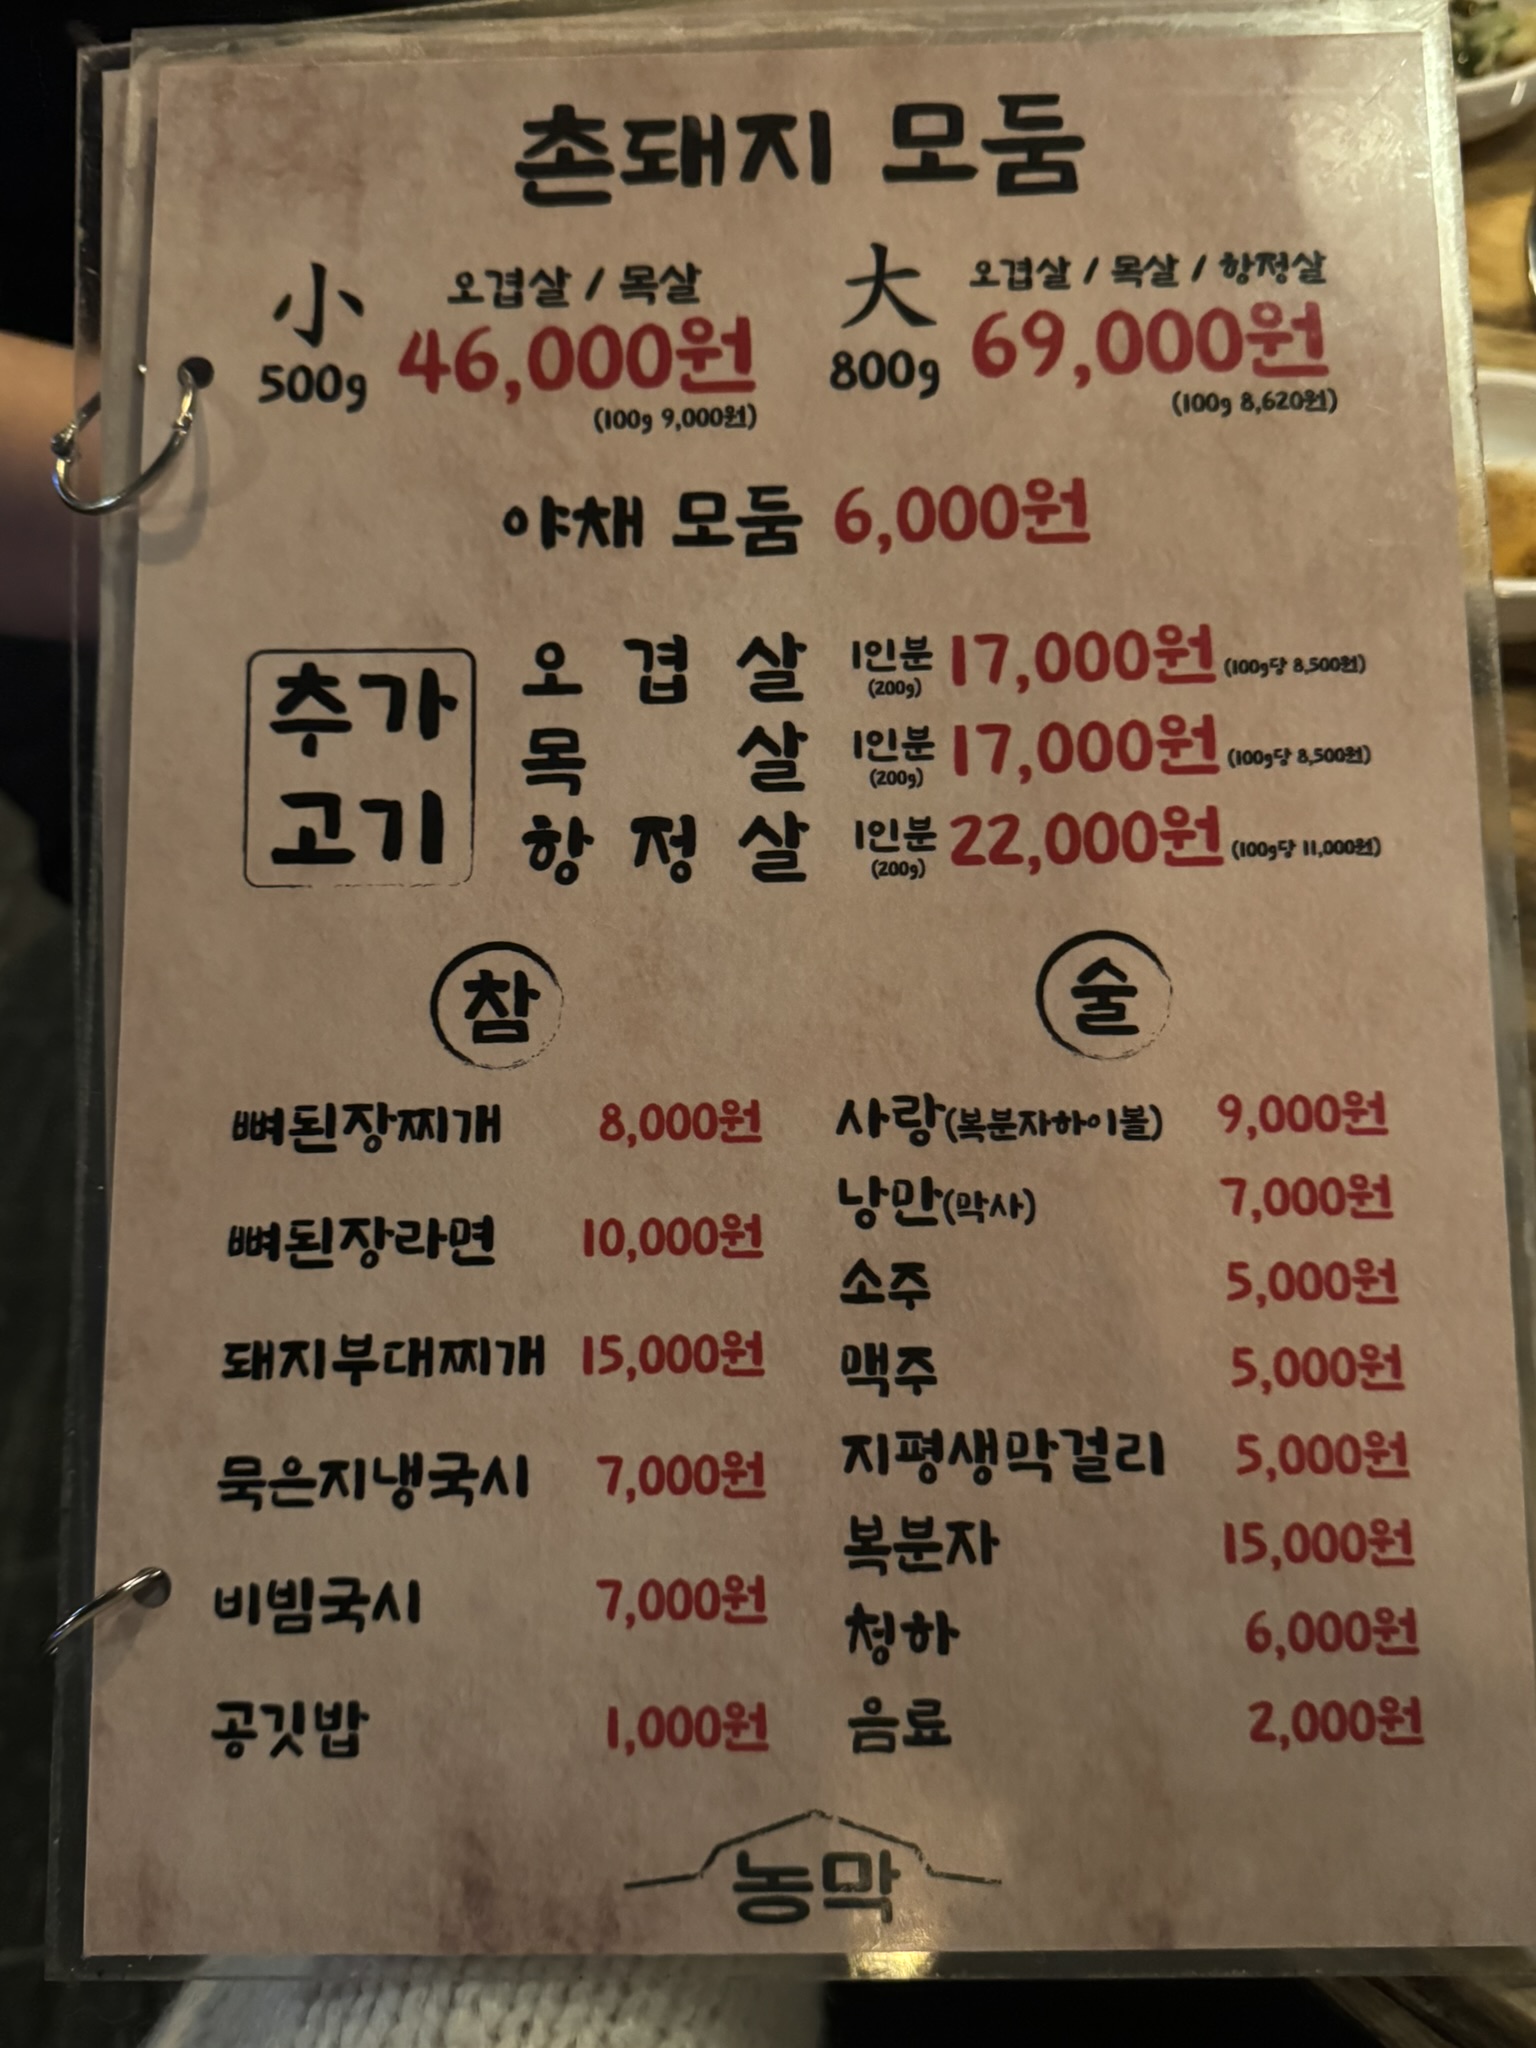 촌돼지 모둠
小 500g 오겹살 / 목살 46,000원 (100g 9,000원)
大 800g 오겹살 / 목살 / 항정살 69,000원 (100g 8,620원)
야채 모둠 6,000원
추가 고기
오겹살 1인분 (200g) 17,000원 (100g당 8,500원)
목살 1인분 (200g) 17,000원 (100g당 8,500원)
항정살 1인분 (200g) 22,000원 (100g당 11,000원)
참
뼈된장찌개 8,000원
뼈된장라면 10,000원
돼지부대찌개 15,000원
묵은지냉국시 7,000원
비빔국시 7,000원
공깃밥 1,000원
술
사랑(복분자하이볼) 9,000원
낭만(막사) 7,000원
소주 5,000원
맥주 5,000원
지평생막걸리 5,000원
복분자 15,000원
청하 6,000원
음료 2,000원
농막